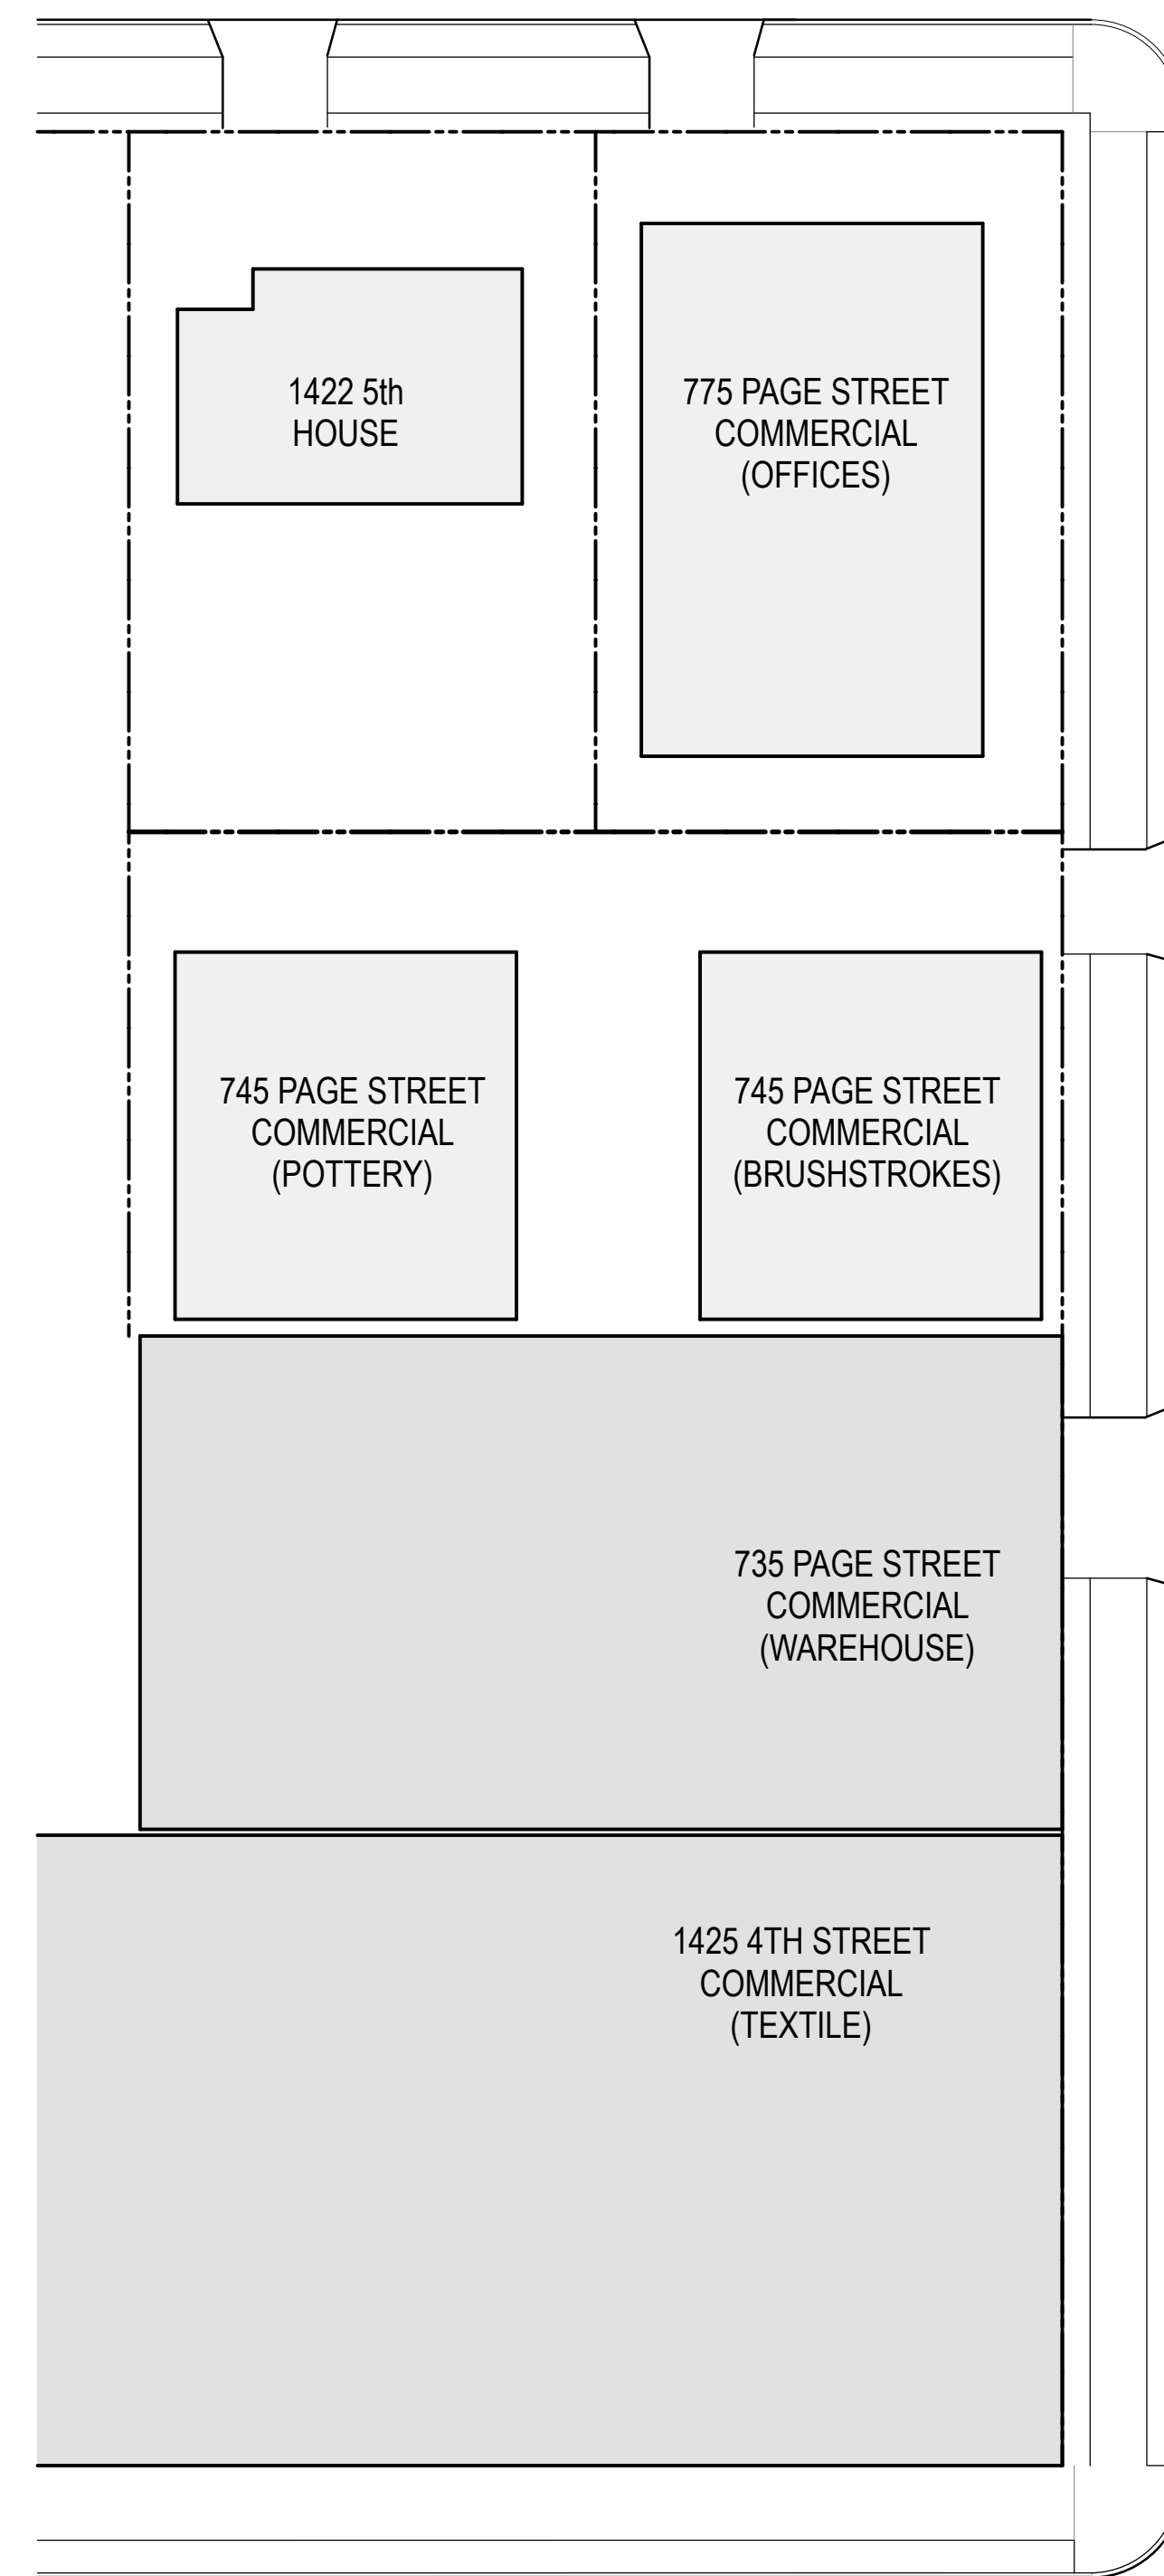 1422 5th
HOUSE
775 PAGE STREET
COMMERCIAL
(OFFICES)
745 PAGE STREET
COMMERCIAL
(POTTERY)
745 PAGE STREET
COMMERCIAL
(BRUSHSTROKES)
735 PAGE STREET
COMMERCIAL
(WAREHOUSE)
1425 4TH STREET
COMMERCIAL
(TEXTILE)